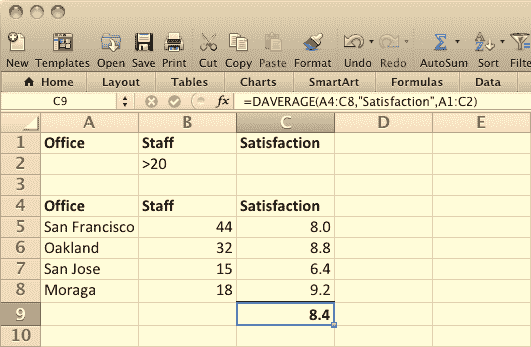 New Templates Open Save Print Cut Copy Paste Format Undo Redo AutoSum Sort Filte
Home Layout Tables Charts SmartArt Formulas Data
C9 fx =DAVERAGE(A4:C8,"Satisfaction",A1:C2)
A B C D E
1 Office Staff Satisfaction
2 >20
3
4 Office Staff Satisfaction
5 San Francisco 44 8.0
6 Oakland 32 8.8
7 San Jose 15 6.4
8 Moraga 18 9.2
9 8.4
10